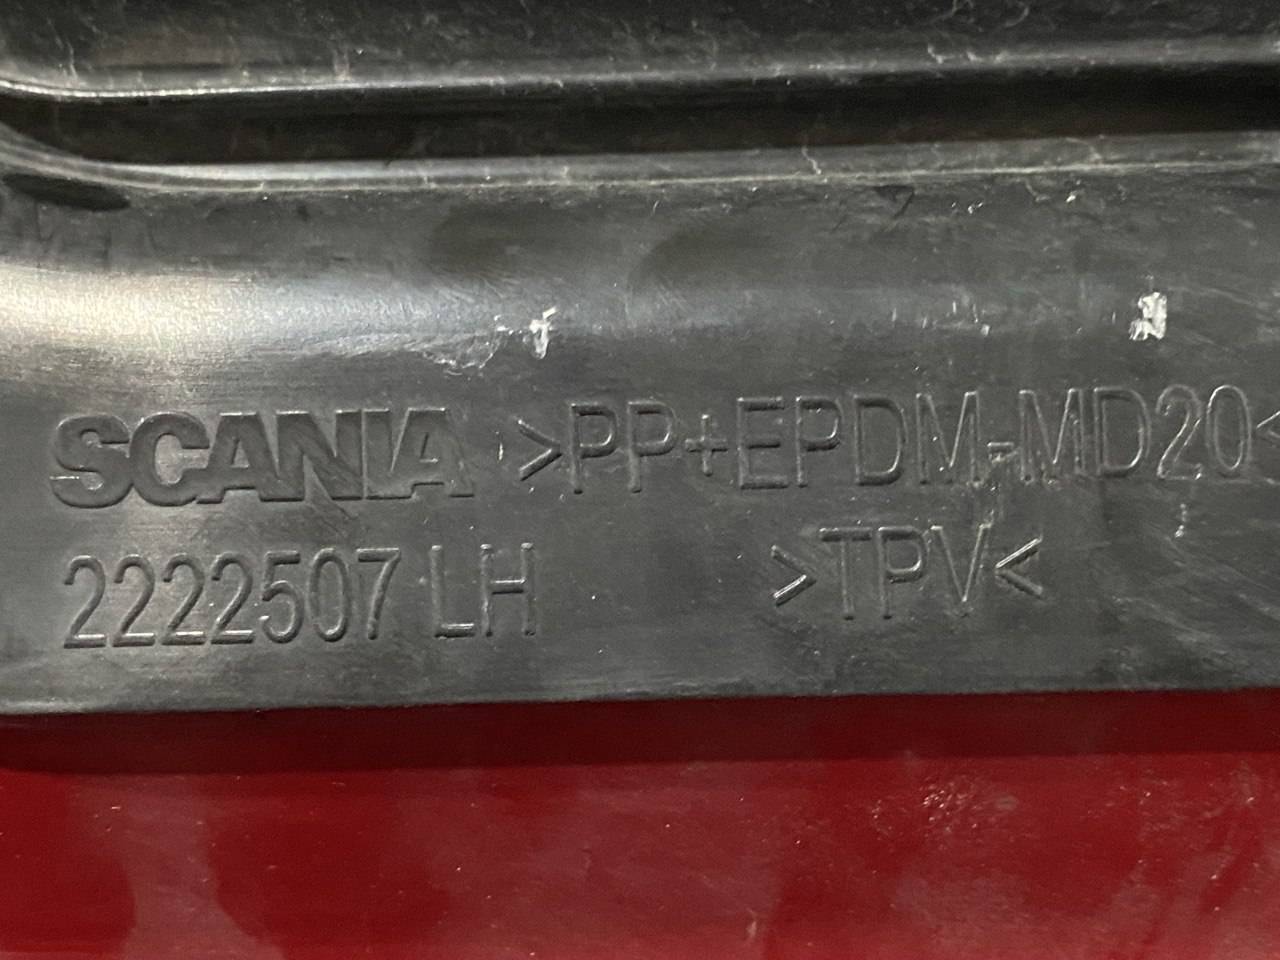 SCANIA >PP+EPDM-MD20<
2222507 LH >TPV<